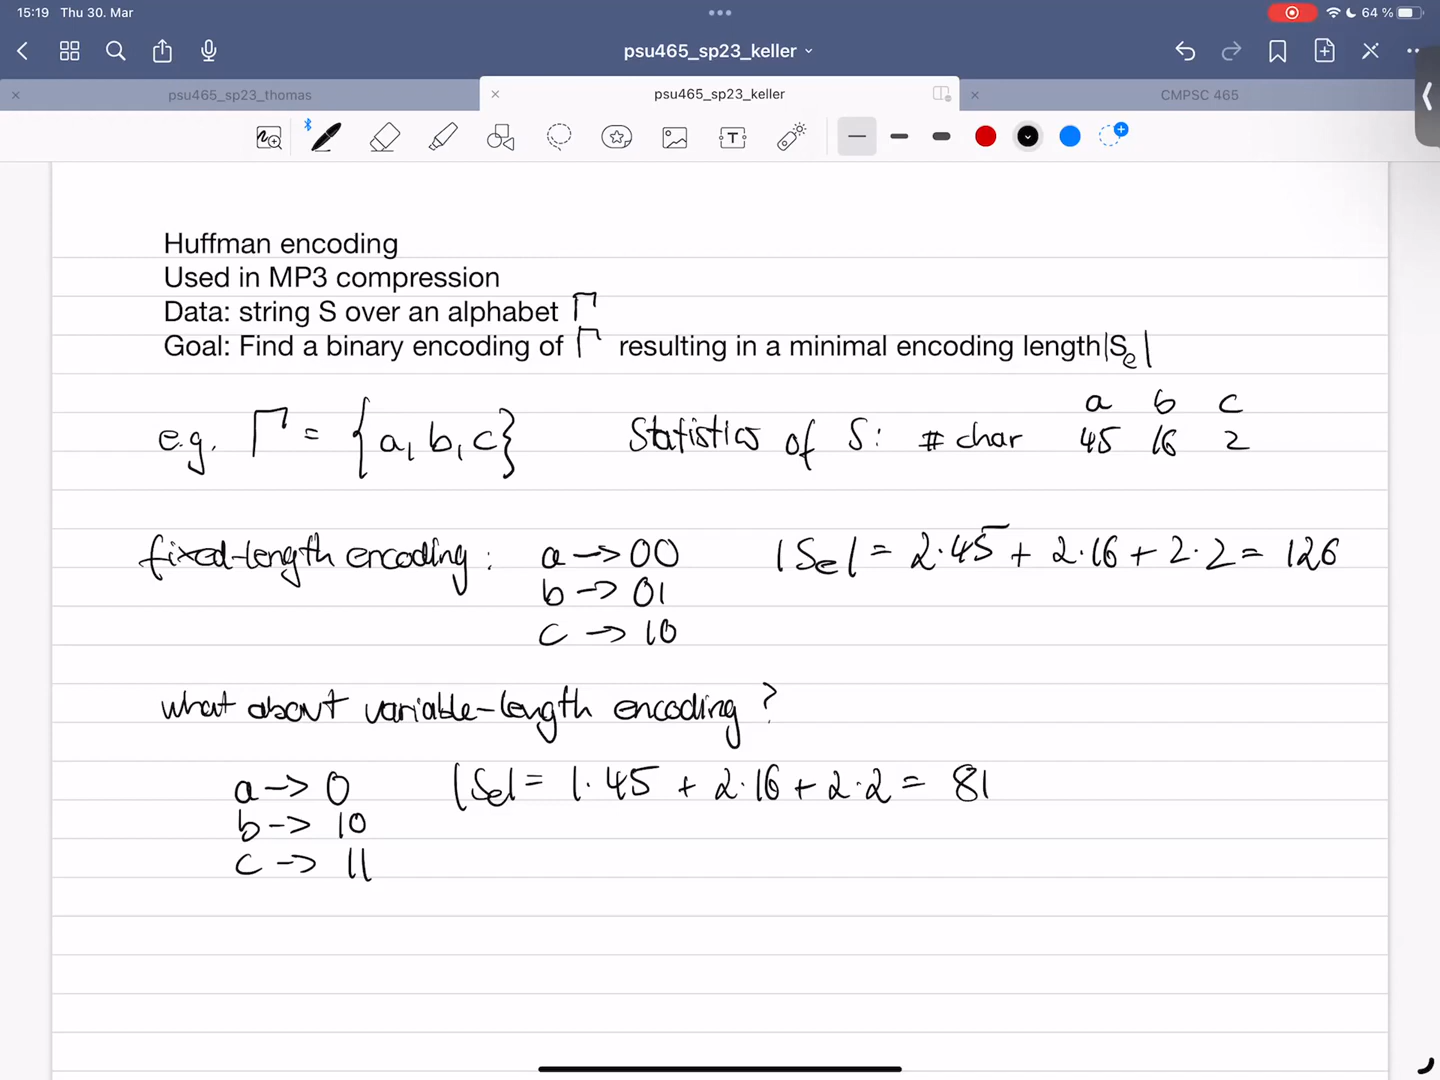 15:19 Thu 30. Mar 64 %
psu465_sp23_keller
psu465_sp23_thomas psu465_sp23_keller CMPSC 465
Huffman encoding
Used in MP3 compression
Data: string S over an alphabet Γ
Goal: Find a binary encoding of Γ resulting in a minimal encoding length |Se|
a b c
e.g. Γ = {a, b, c} Statistics of S: # char 45 16 2
fixed-length encoding: a -> 00 |Se| = 2·45 + 2·16 + 2·2 = 126
b -> 01
c -> 10
what about variable-length encoding?
a -> 0 |Se| = 1·45 + 2·16 + 2·2 = 81
b -> 10
c -> 11